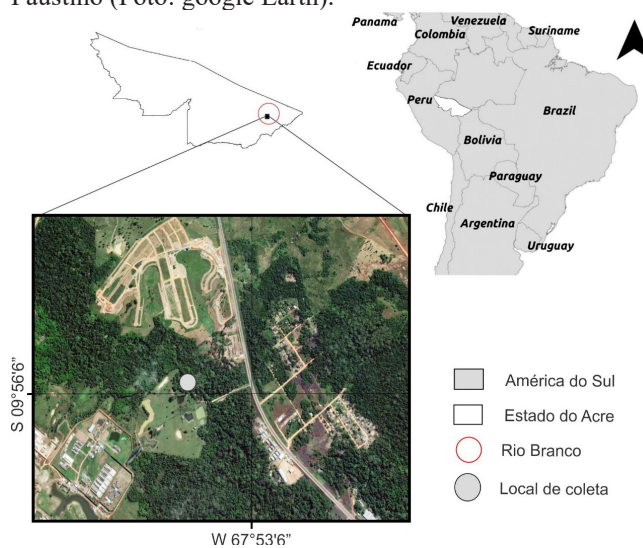 Faustino (Foto: google Earth).
Panama
Venezuela
Colombia
Suriname
Ecuador
Peru
Brazil
Bolivia
Paraguay
Chile
Argentina
Uruguay
S 09°56'6”
W 67°53'6”
América do Sul
Estado do Acre
Rio Branco
Local de coleta